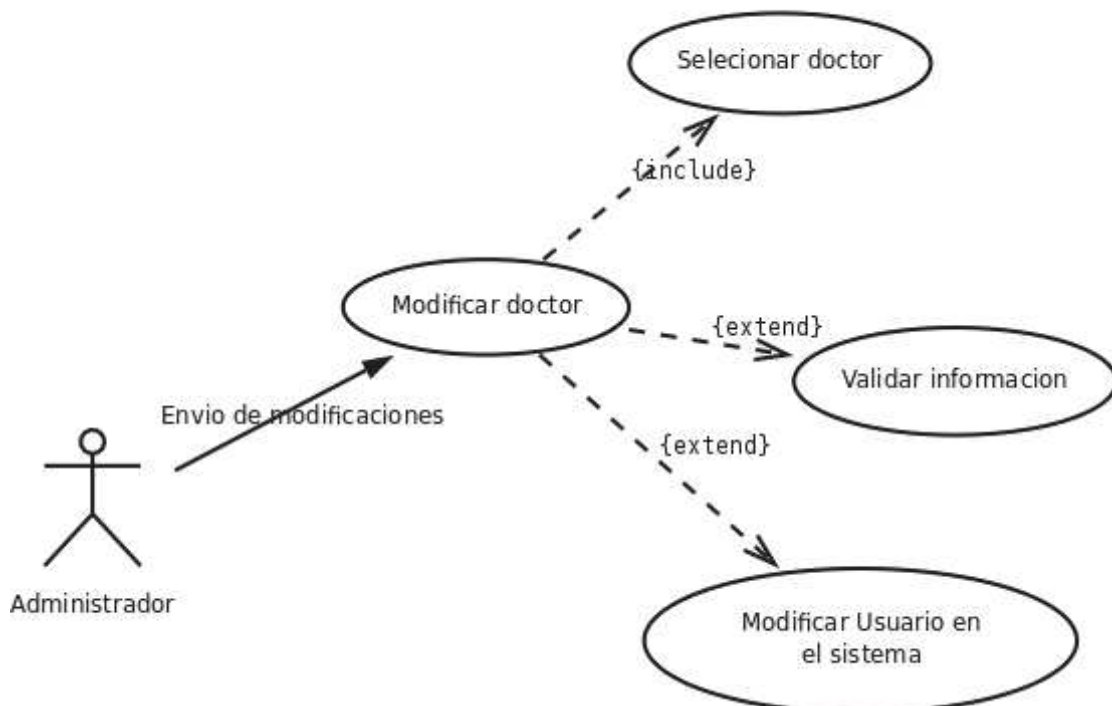 Selecionar doctor
{include}
Modificar doctor
{extend}
Validar informacion
Envio de modificaciones
{extend}
Administrador
Modificar Usuario en
el sistema